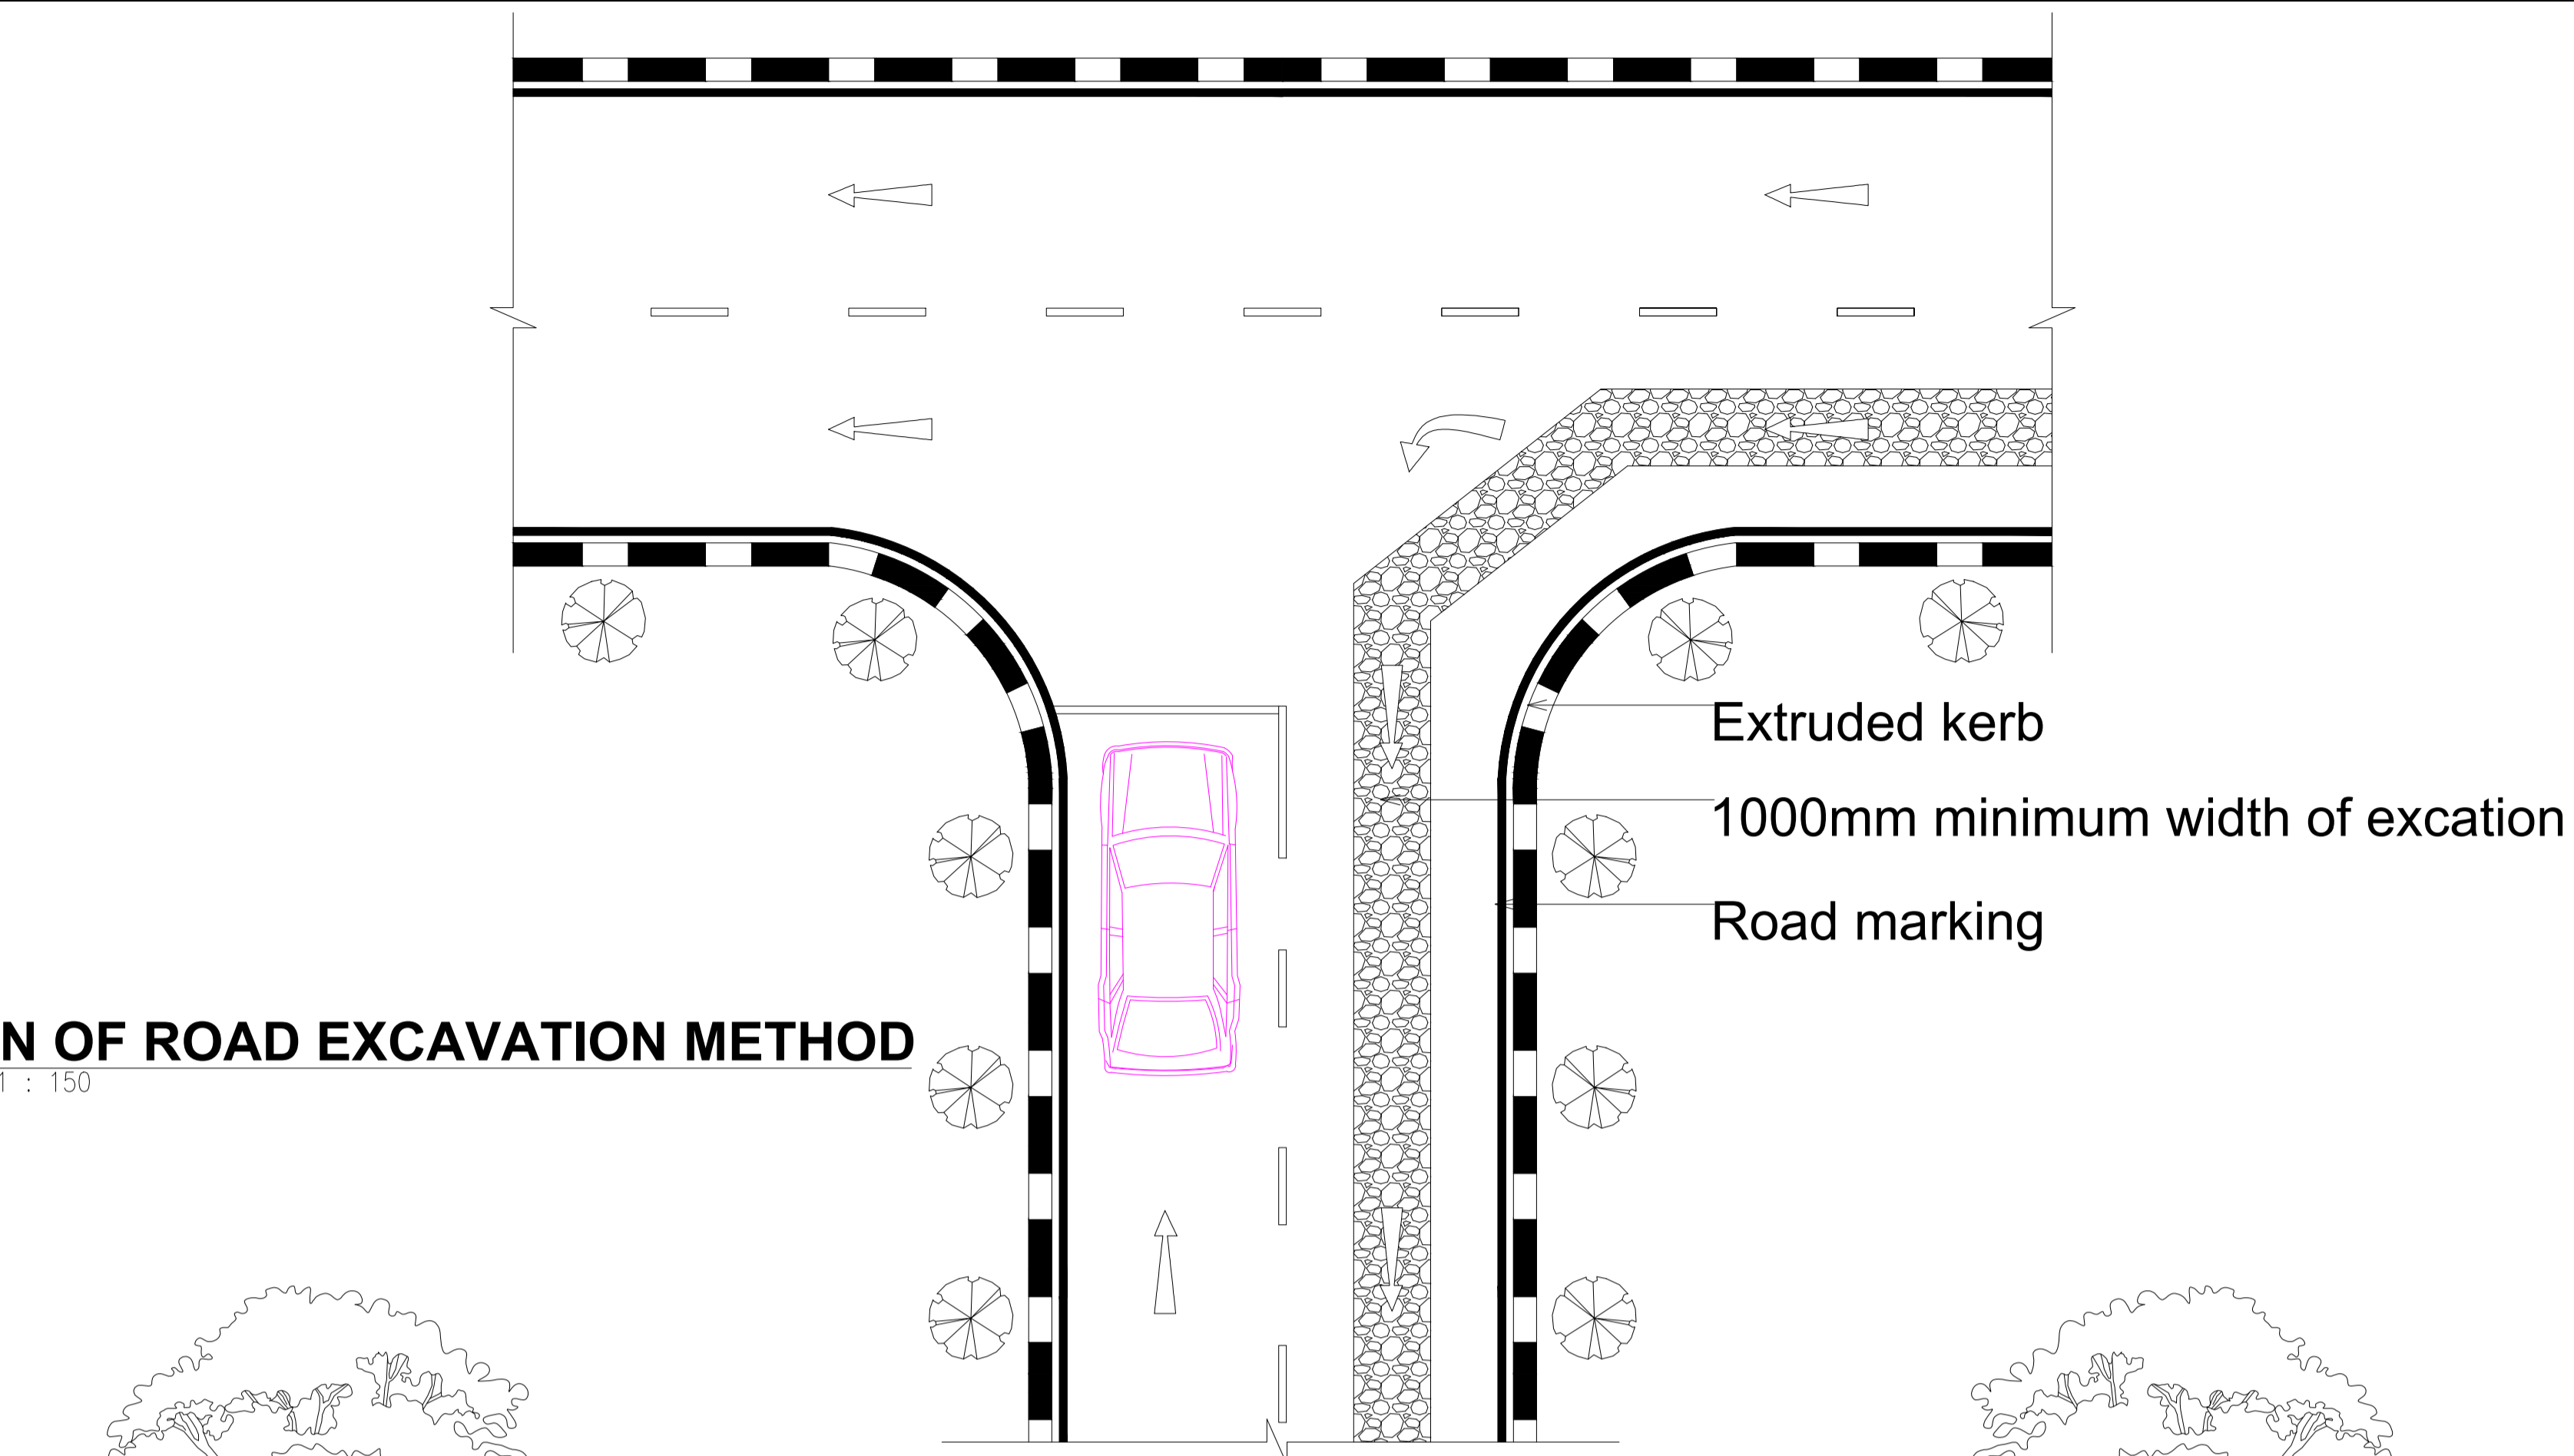 Extruded kerb
1000mm minimum width of excation
Road marking
N OF ROAD EXCAVATION METHOD
1 : 150